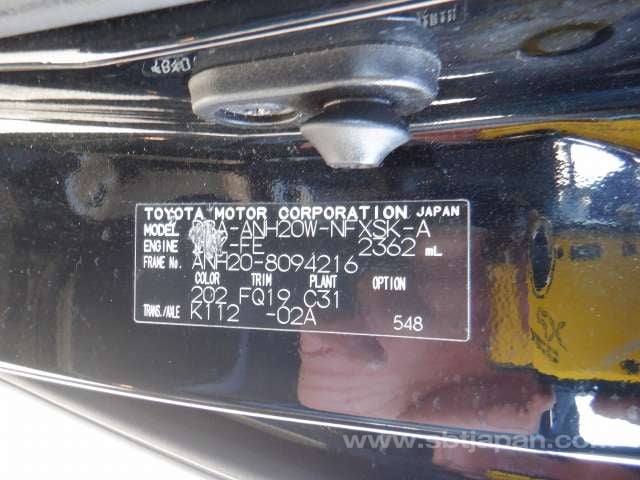 TOYOTA MOTOR CORPORATION JAPAN
MODEL A-ANH20W-NFXSK-A
ENGINE -FE 2362 mL
FRAME No. ANH20-8094216
COLOR TRIM PLANT OPTION
202 FQ19 C31
TRANS./AXLE K112 -02A
548
www.sbtjapan.com